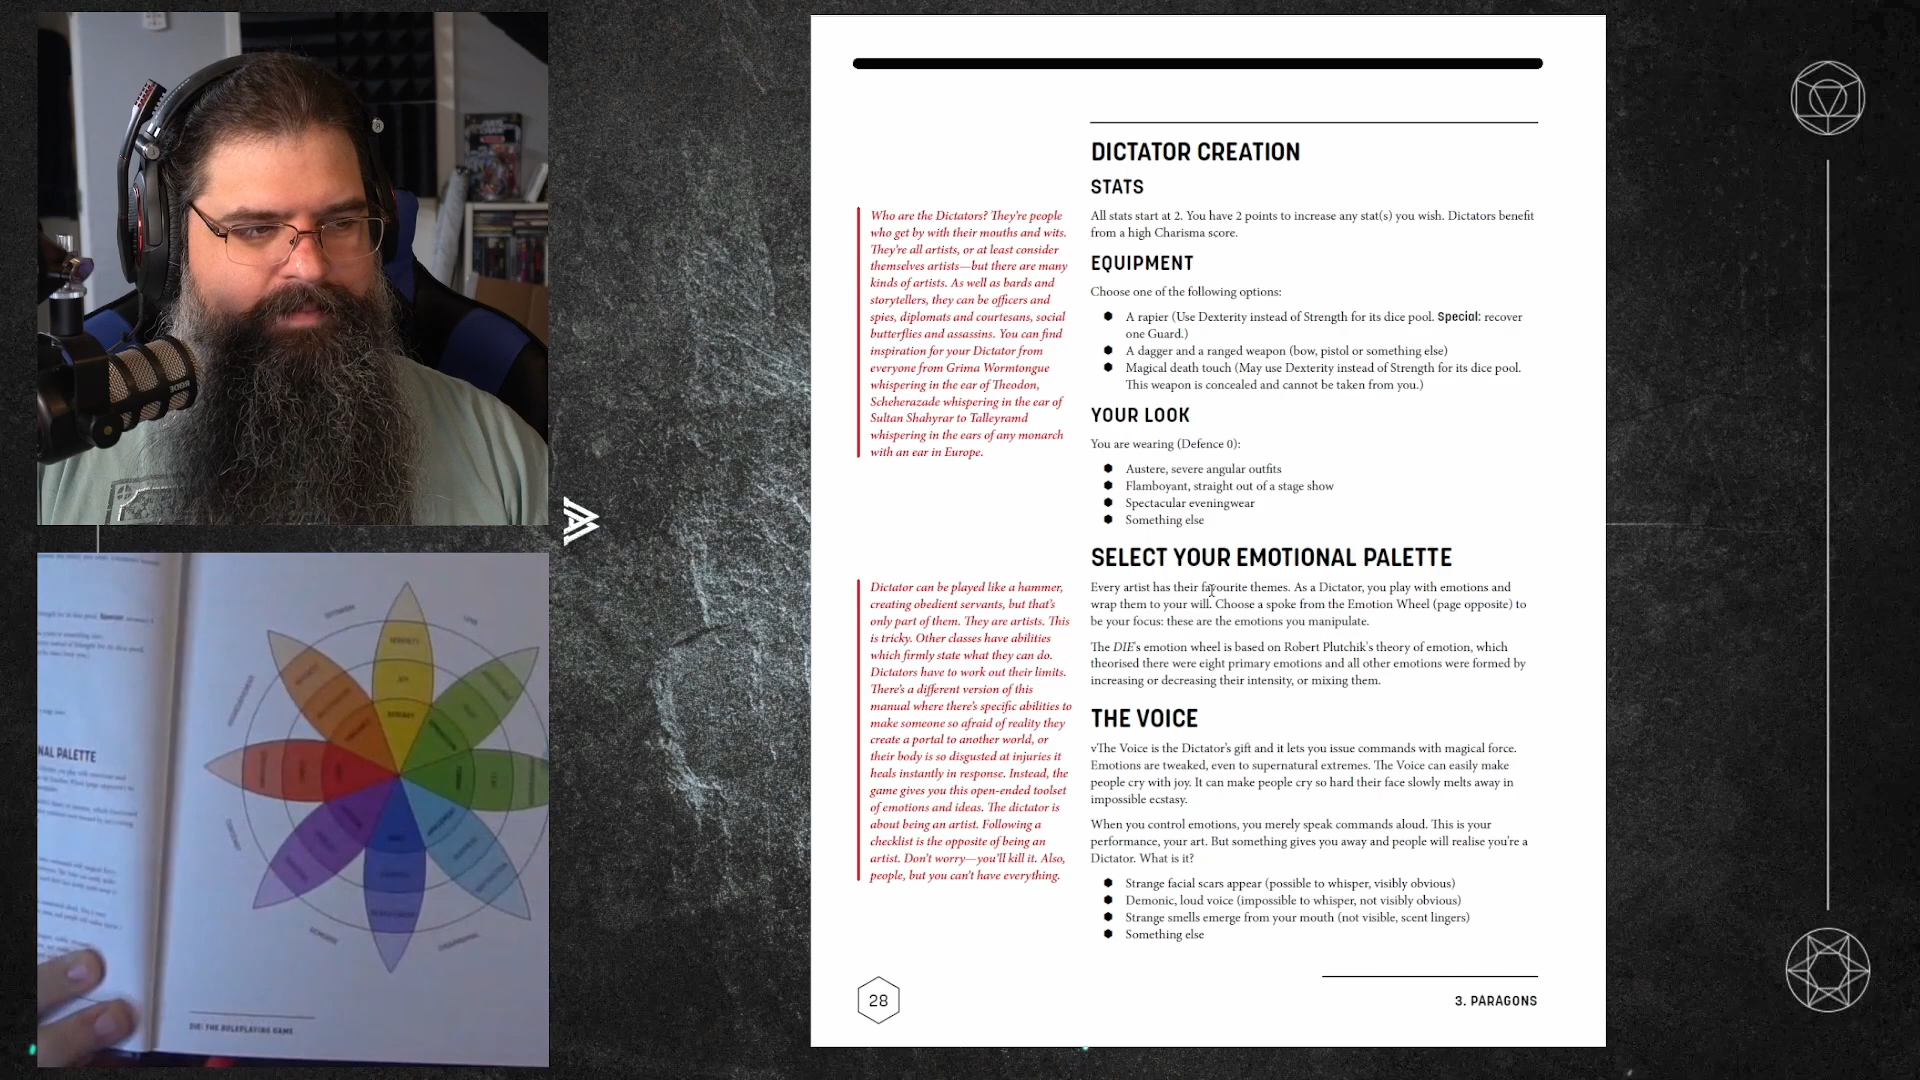 DICTATOR CREATION
STATS
All stats start at 2. You have 2 points to increase any stat(s) you wish. Dictators benefit
from a high Charisma score.
EQUIPMENT
Choose one of the following options:
A rapier (Use Dexterity instead of Strength for its dice pool. Special: recover
one Guard.)
A dagger and a ranged weapon (bow, pistol or something else)
Magical death touch (May use Dexterity instead of Strength for its dice pool.
This weapon is concealed and cannot be taken from you.)
YOUR LOOK
You are wearing (Defence 0):
Austere, severe angular outfits
Flamboyant, straight out of a stage show
Spectacular eveningwear
Something else
SELECT YOUR EMOTIONAL PALETTE
Every artist has their favourite themes. As a Dictator, you play with emotions and
wrap them to your will. Choose a spoke from the Emotion Wheel (page opposite) to
be your focus: these are the emotions you manipulate.
The DIE's emotion wheel is based on Robert Plutchik's theory of emotion, which
theorised there were eight primary emotions and all other emotions were formed by
increasing or decreasing their intensity, or mixing them.
THE VOICE
vThe Voice is the Dictator's gift and it lets you issue commands with magical force.
Emotions are tweaked, even to supernatural extremes. The Voice can easily make
people cry with joy. It can make people cry so hard their face slowly melts away in
impossible ecstasy.
When you control emotions, you merely speak commands aloud. This is your
performance, your art. But something gives you away and people will realise you're a
Dictator. What is it?
Strange facial scars appear (possible to whisper, visibly obvious)
Demonic, loud voice (impossible to whisper, not visibly obvious)
Strange smells emerge from your mouth (not visible, scent lingers)
Something else
Who are the Dictators? They're people
who get by with their mouths and wits.
They're all artists, or at least consider
themselves artists—but there are many
kinds of artists. As well as bards and
storytellers, they can be officers and
spies, diplomats and courtesans, social
butterflies and assassins. You can find
inspiration for your Dictator from
everyone from Grima Wormtongue
whispering in the ear of Theodon,
Scheherazade whispering in the ear of
Sultan Shahyrar to Talleyramd
whispering in the ears of any monarch
with an ear in Europe.
Dictator can be played like a hammer,
creating obedient servants, but that's
only part of them. They are artists. This
is tricky. Other classes have abilities
which firmly state what they can do.
Dictators have to work out their limits.
There's a different version of this
manual where there's specific abilities to
make someone so afraid of reality they
create a portal to another world, or
their body is so disgusted at injuries it
heals instantly in response. Instead, the
game gives you this open-ended toolset
of emotions and ideas. The dictator is
about being an artist. Following a
checklist is the opposite of being an
artist. Don't worry—you'll kill it. Also,
people, but you can't have everything.
28
3. PARAGONS
RODE
NAL PALETTE
DIE: THE ROLEPLAYING GAME